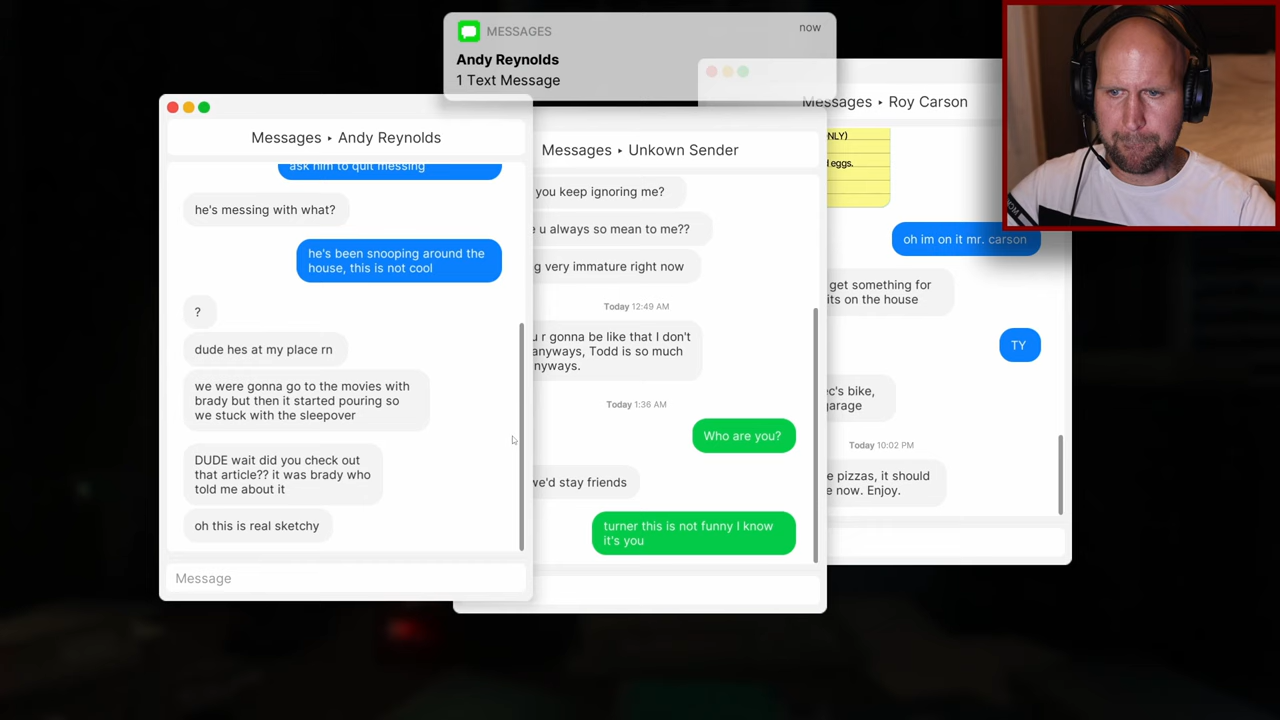 MESSAGES
now
Andy Reynolds
1 Text Message
Messages ▸ Andy Reynolds
ask him to quit messing
he's messing with what?
he's been snooping around the
house, this is not cool
?
dude hes at my place rn
we were gonna go to the movies with
brady but then it started pouring so
we stuck with the sleepover
DUDE wait did you check out
that article?? it was brady who
told me about it
oh this is real sketchy
Message
Messages ▸ Unkown Sender
you keep ignoring me?
u always so mean to me??
very immature right now
Today 12:49 AM
r gonna be like that I don't
anyways, Todd is so much
Today 1:36 AM
Who are you?
we'd stay friends
turner this is not funny I know
it's you
Messages ▸ Roy Carson
eggs.
oh im on it mr. carson
get something for
its on the house
TY
bike,
garage
Today 10:02 PM
pizzas, it should
now. Enjoy.